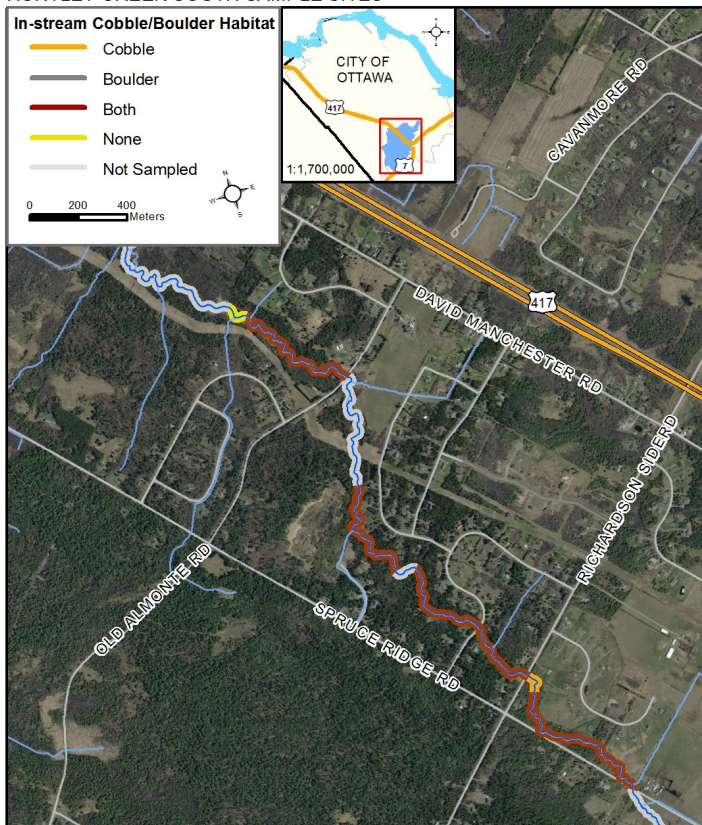 In-stream Cobble/Boulder Habitat
Cobble
Boulder
Both
None
Not Sampled
N
W
E
S
0 200 400
Meters
CITY OF
OTTAWA
417
7
1:1,700,000
CAVANMORE RD
417
DAVID MANCHESTER RD
RICHARDSON SIDERD
OLD ALMONTE RD
SPRUCE RIDGE RD